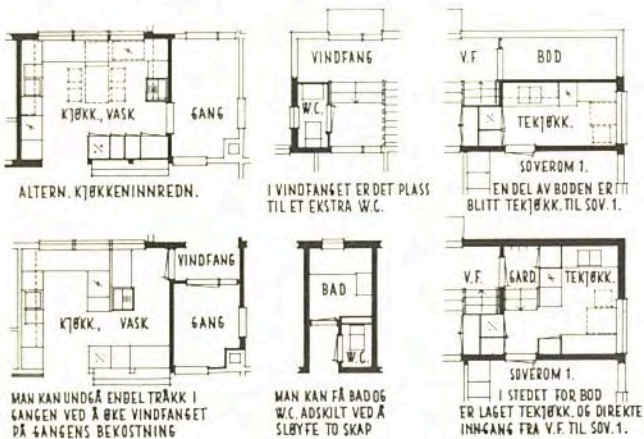 VINDFANG
V.F.
BOD
W.C.
KJØKK., VASK
GANG
TEKJØKK.
SOVEROM 1.
ALTERN. KJØKKENINNREDN.
I VINDFANGET ER DET PLASS
TIL ET EKSTRA W.C.
EN DEL AV BODEN ER
BLITT TEKJØKK. TIL SOV. 1.
VINDFANG
V.F.
GARD
TEKJØKK.
BAD
KJØKK., VASK
GANG
W.C.
SOVEROM 1.
MAN KAN UNDGÅ ENDEL TRÅKK I
GANGEN VED Å ØKE VINDFANGET
PÅ GANGENS BEKOSTNING
MAN KAN FÅ BAD OG
W.C. ADSKILT VED Å
SLØYFE TO SKAP
I STEDET FOR BOD
ER LAGET TEKJØKK. OG DIREKTE
INNGANG FRA V.F. TIL SOV. 1.